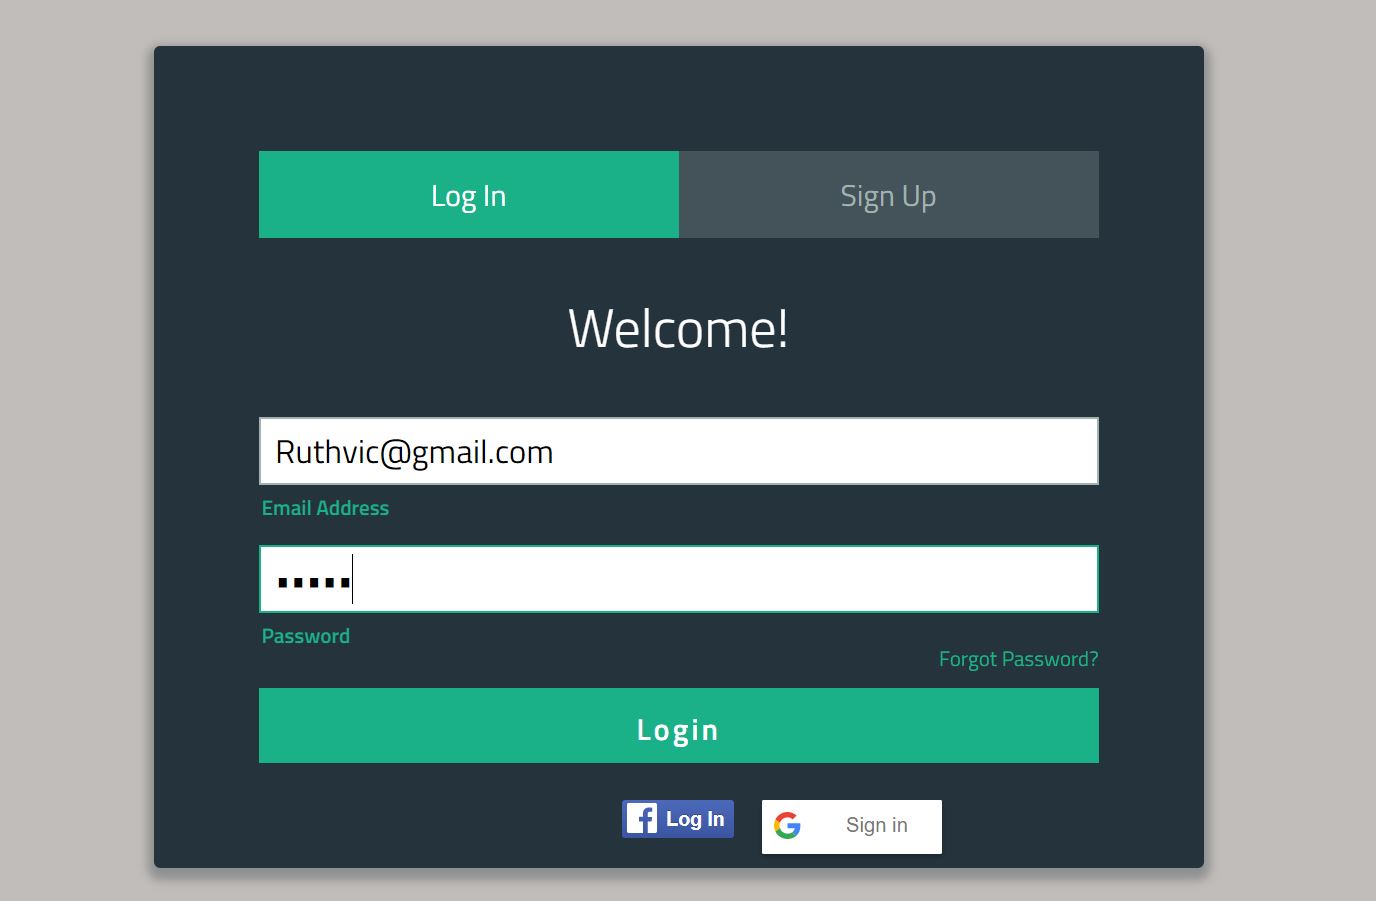 Log In
Sign Up
Welcome!
Ruthvic@gmail.com
Email Address
Password
Forgot Password?
Login
Log In
Sign in